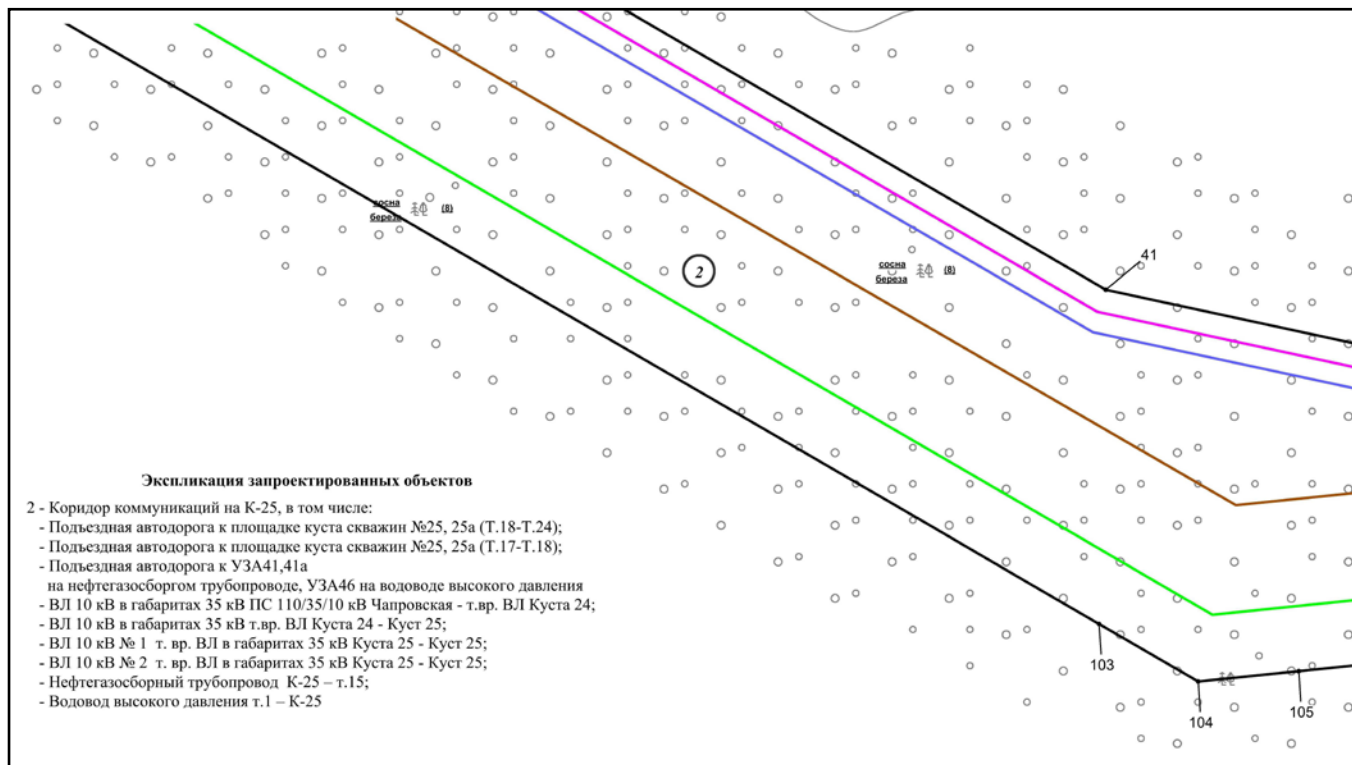 сосна
береза
(8)
2
сосна
береза
(8)
41
Экспликация запроектированных объектов
2 - Коридор коммуникаций на К-25, в том числе:
- Подъездная автодорога к площадке куста скважин №25, 25а (Т.18-Т.24);
- Подъездная автодорога к площадке куста скважин №25, 25а (Т.17-Т.18);
- Подъездная автодорога к УЗА41,41а
на нефтегазосборгом трубопроводе, УЗА46 на водоводе высокого давления
- ВЛ 10 кВ в габаритах 35 кВ ПС 110/35/10 кВ Чапровская - т.вр. ВЛ Куста 24;
- ВЛ 10 кВ в габаритах 35 кВ т.вр. ВЛ Куста 24 - Куст 25;
- ВЛ 10 кВ № 1 т. вр. ВЛ в габаритах 35 кВ Куста 25 - Куст 25;
- ВЛ 10 кВ № 2 т. вр. ВЛ в габаритах 35 кВ Куста 25 - Куст 25;
- Нефтегазосборный трубопровод К-25 – т.15;
- Водовод высокого давления т.1 – К-25
103
104
105